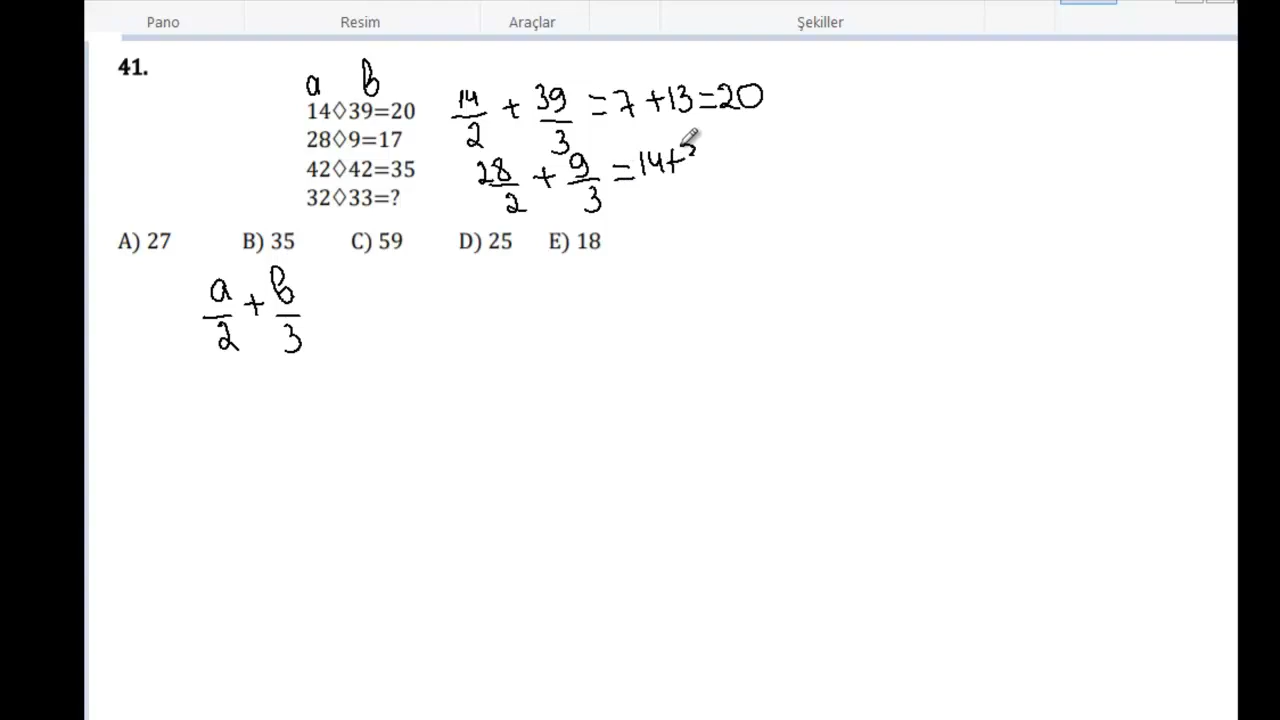 Pano Resim Araçlar Şekiller
41.
a b
14◊39=20
28◊9=17
42◊42=35
32◊33=?
14/2 + 39/3 = 7 + 13 = 20
28/2 + 9/3 = 14+
A) 27 B) 35 C) 59 D) 25 E) 18
a/2 + b/3